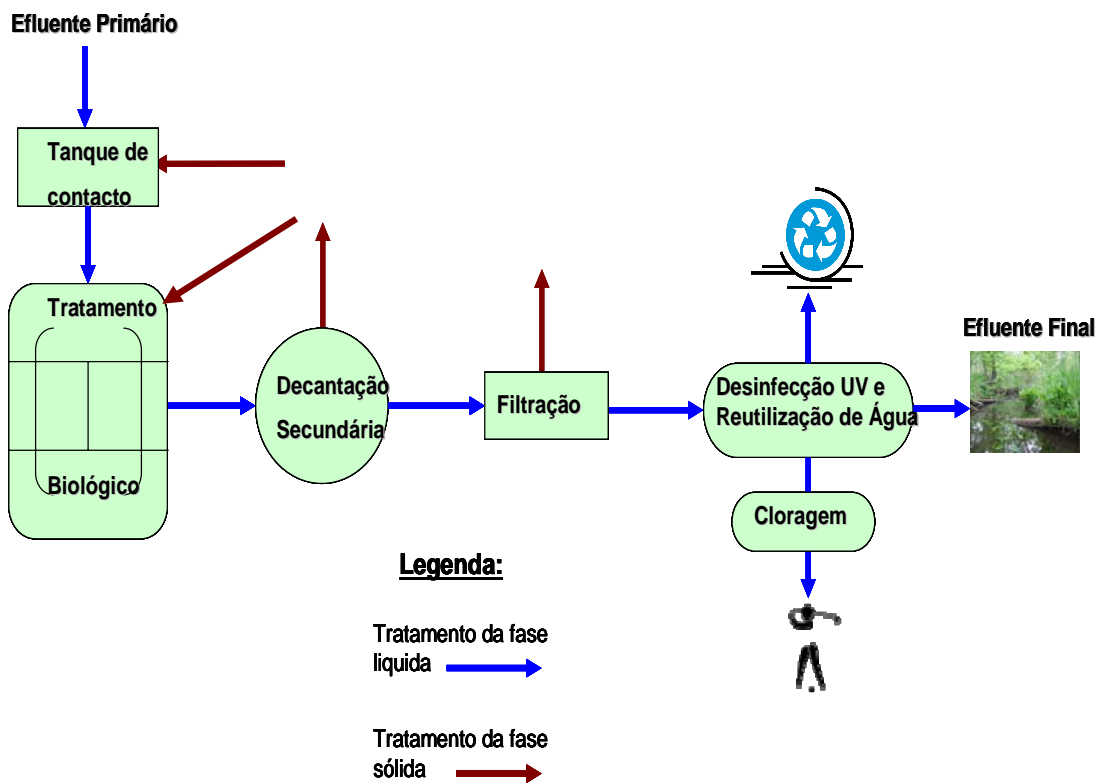 Efluente Primário
Tanque de
contacto
Tratamento
Biológico
Decantação
Secundária
Filtração
Desinfecção UV e
Reutilização de Água
Efluente Final
Cloragem
Legenda:
Tratamento da fase
liquida
Tratamento da fase
sólida